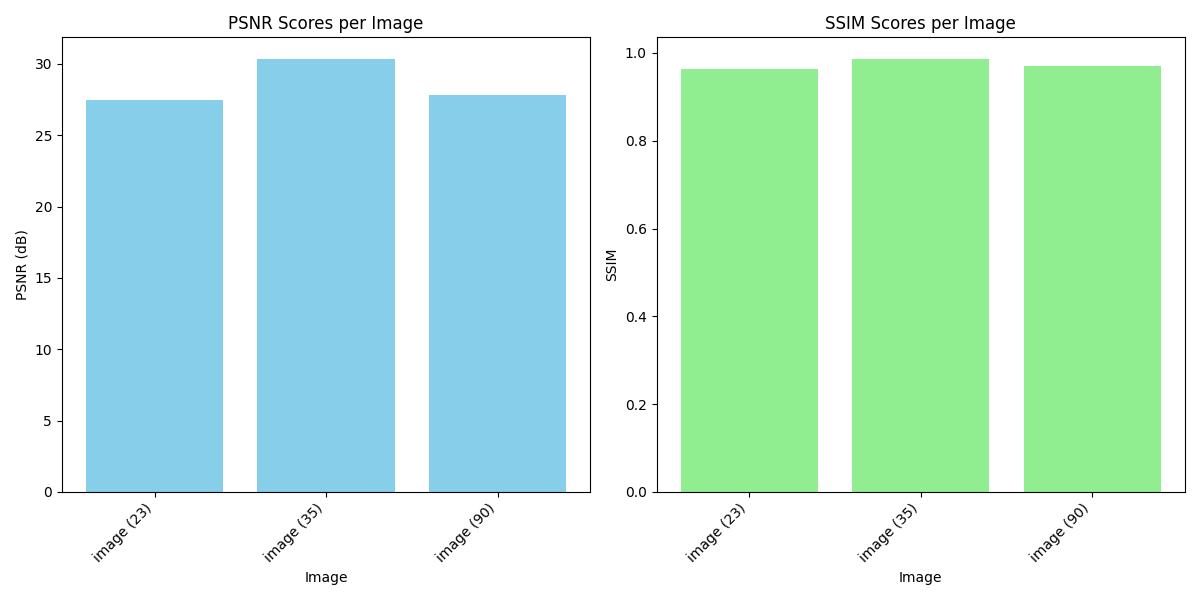 PSNR Scores per Image
PSNR (dB)
30
25
20
15
10
5
0
image (23)
image (35)
image (90)
Image
SSIM Scores per Image
SSIM
1.0
0.8
0.6
0.4
0.2
0.0
image (23)
image (35)
image (90)
Image